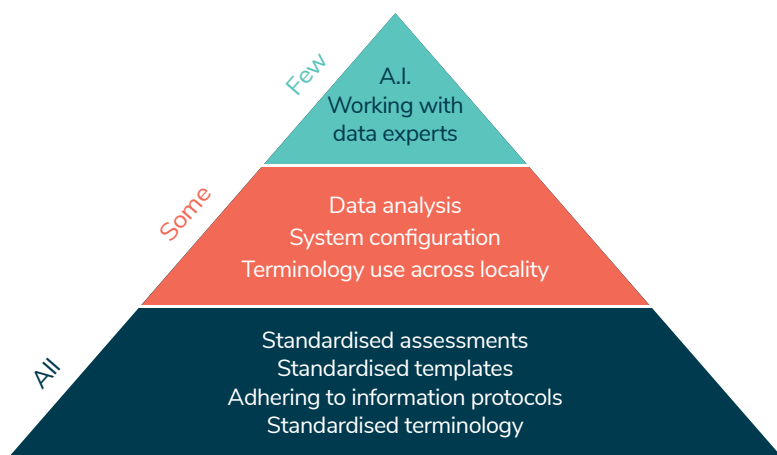 Few
A.I.
Working with
data experts
Some
Data analysis
System configuration
Terminology use across locality
All
Standardised assessments
Standardised templates
Adhering to information protocols
Standardised terminology